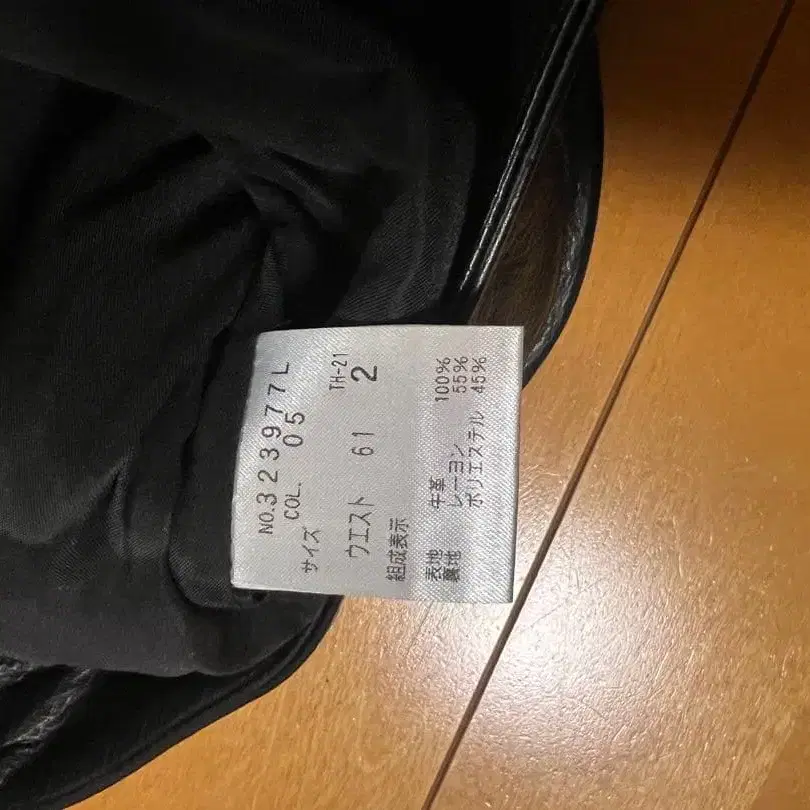 NO.323977L
COL. 05
サイズ TH-21
ウエスト 61 2
組成表示
表地 牛革 100%
裏地 レーヨン 55%
ポリエステル 45%